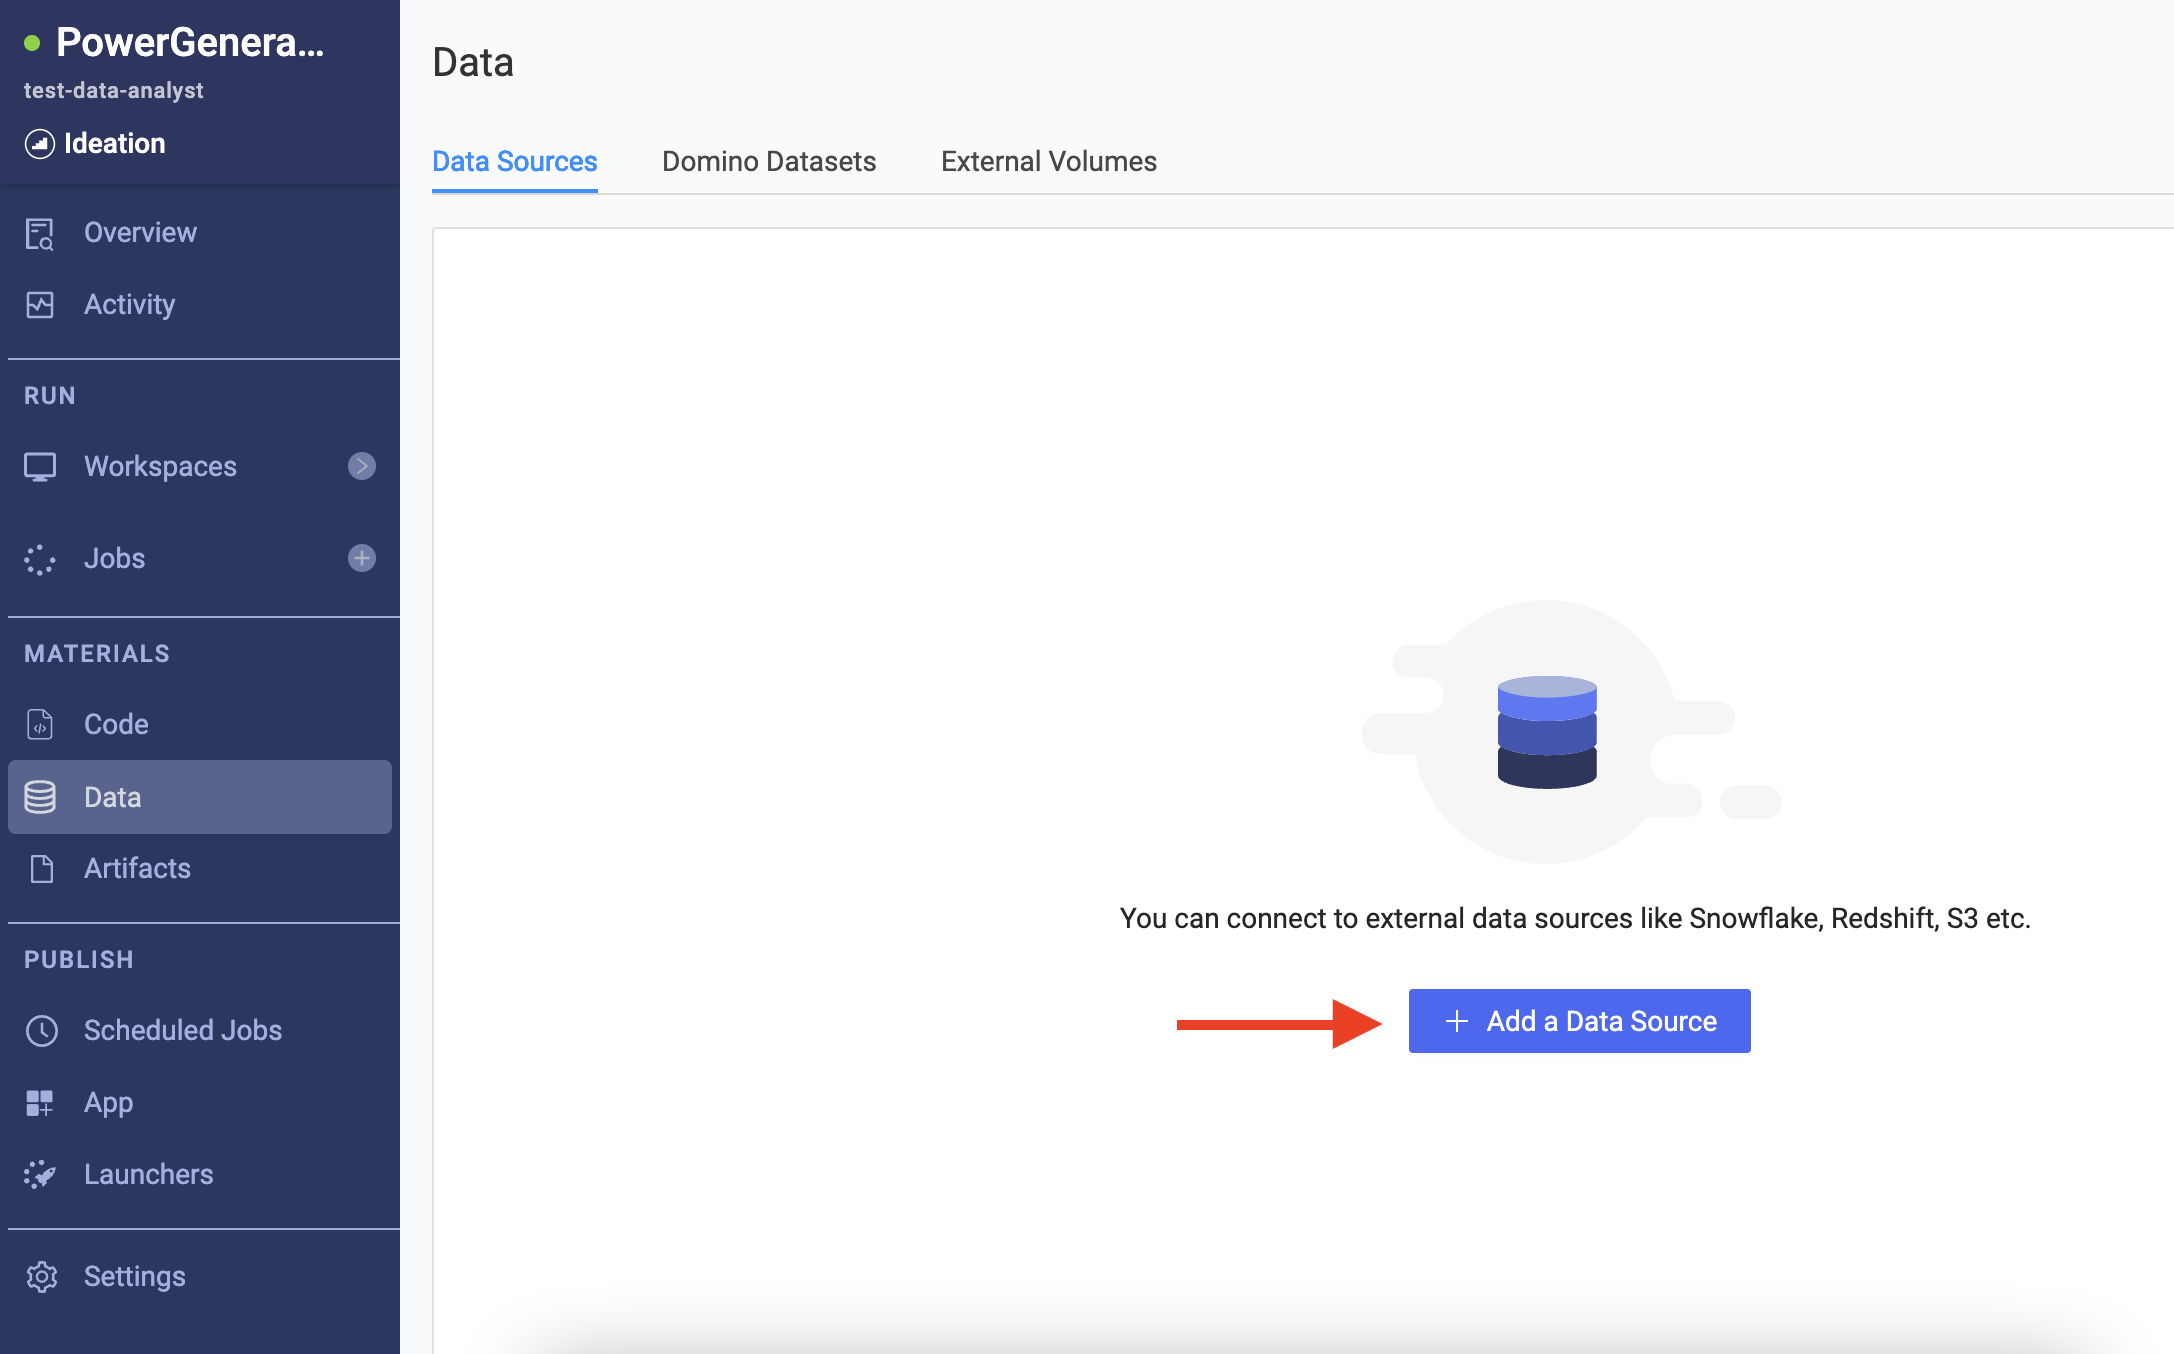 PowerGenera...
test-data-analyst
Ideation
Overview
Activity
RUN
Workspaces
Jobs
MATERIALS
Code
Data
Artifacts
PUBLISH
Scheduled Jobs
App
Launchers
Settings
Data
Data Sources Domino Datasets External Volumes
You can connect to external data sources like Snowflake, Redshift, S3 etc.
+ Add a Data Source